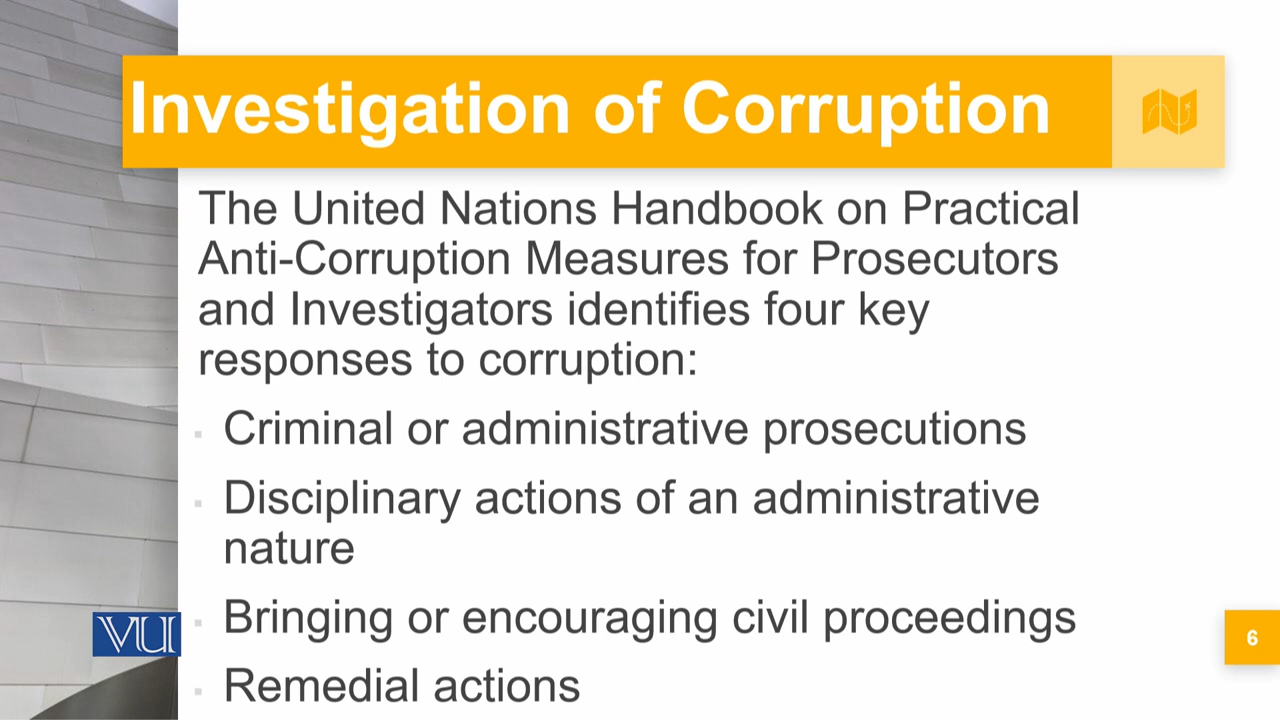 Investigation of Corruption
The United Nations Handbook on Practical
Anti-Corruption Measures for Prosecutors
and Investigators identifies four key
responses to corruption:
▪ Criminal or administrative prosecutions
▪ Disciplinary actions of an administrative
nature
▪ Bringing or encouraging civil proceedings
▪ Remedial actions
VU
6